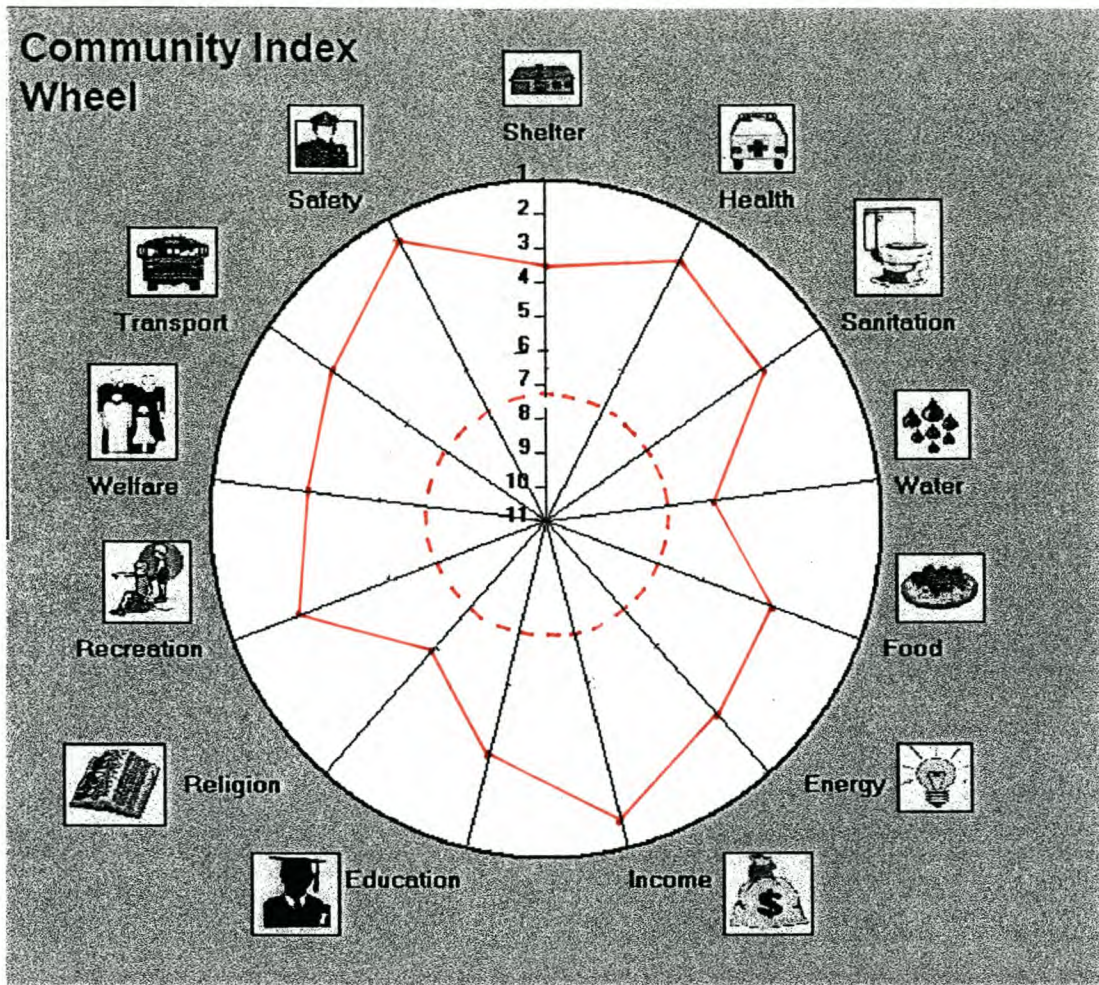 Community Index
Wheel
Shelter
Health
Safety
Sanitation
Transport
Water
Welfare
Food
Recreation
Energy
Religion
Education
Income
$
1
2
3
4
5
6
7
8
9
10
11